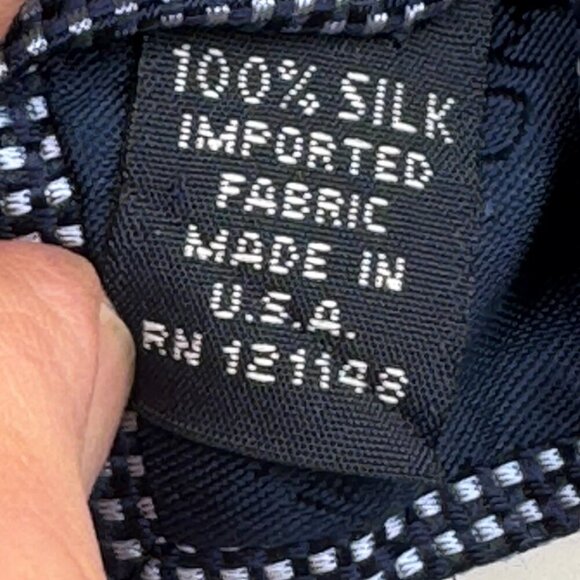 100% SILK
IMPORTED
FABRIC
MADE IN
U.S.A.
RN 121148